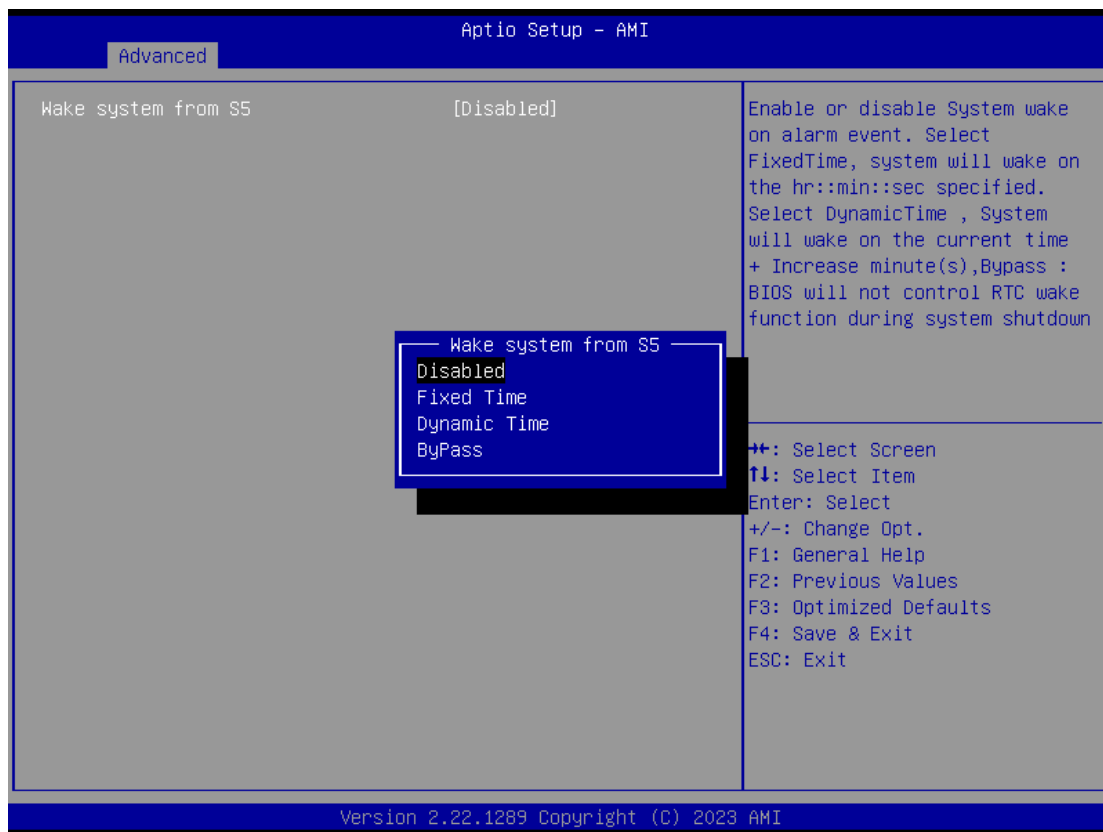 Aptio Setup – AMI
Advanced
Wake system from S5 [Disabled]
Enable or disable System wake
on alarm event. Select
FixedTime, system will wake on
the hr::min::sec specified.
Select DynamicTime , System
will wake on the current time
+ Increase minute(s),Bypass :
BIOS will not control RTC wake
function during system shutdown
Wake system from S5
Disabled
Fixed Time
Dynamic Time
ByPass
→←: Select Screen
↑↓: Select Item
Enter: Select
+/-: Change Opt.
F1: General Help
F2: Previous Values
F3: Optimized Defaults
F4: Save & Exit
ESC: Exit
Version 2.22.1289 Copyright (C) 2023 AMI